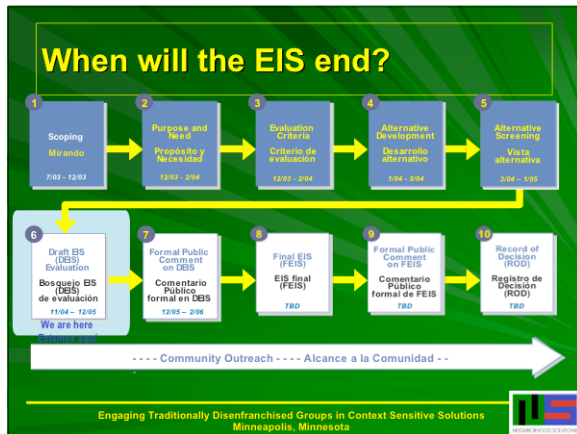 When will the EIS end?
1
Scoping
Mirando
7/03 - 12/03
2
Purpose and
Need
Propósito y
Necesidad
12/03 - 2/04
3
Evaluation
Criteria
Criterio de
evaluación
12/03 - 2/04
4
Alternative
Development
Desarrollo
alternativo
1/04 - 5/04
5
Alternative
Screening
Vista
alternativa
3/04 – 1/05
6
Draft EIS
(DEIS)
Evaluation
Bosquejo EIS
(DEIS)
de evaluación
11/04 – 12/05
We are here
Estamos aquí
7
Formal Public
Comment
on DEIS
Comentario
Público
formal en DEIS
12/05 - 2/06
8
Final EIS
(FEIS)
EIS final
(FEIS)
TBD
9
Formal Public
Comment
on FEIS
Comentario
Público
formal de FEIS
TBD
10
Record of
Decision
(ROD)
Registro de
Decisión
(ROD)
TBD
- - - - Community Outreach - - - - Alcance a la Comunidad - -
-
Engaging Traditionally Disenfranchised Groups in Context Sensitive Solutions
Minneapolis, Minnesota
NEIGHBORHOOD SOLUTIONS